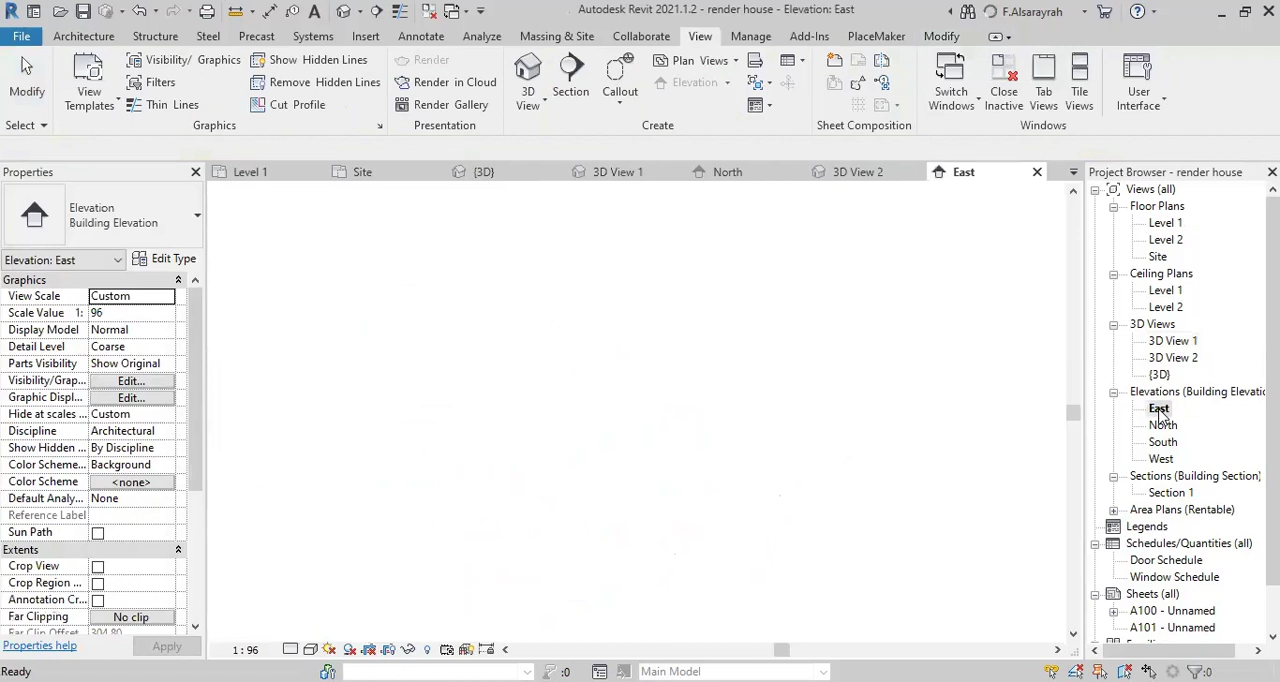 Autodesk Revit 2021.1.2 - render house - Elevation: East
F.Alsarayrah
File Architecture Structure Steel Precast Systems Insert Annotate Analyze Massing & Site Collaborate View Manage Add-Ins PlaceMaker Modify
Modify
Select
View Templates
Visibility/ Graphics
Filters
Thin Lines
Show Hidden Lines
Remove Hidden Lines
Cut Profile
Graphics
Render
Render in Cloud
Render Gallery
Presentation
3D View
Section
Callout
Plan Views
Elevation
Create
Sheet Composition
Switch Windows
Close Inactive
Tab Views
Tile Views
Windows
User Interface
Properties
Level 1 Site {3D} 3D View 1 North 3D View 2 East
Project Browser - render house
Elevation
Building Elevation
Elevation: East
Edit Type
Graphics
View Scale Custom
Scale Value 1: 96
Display Model Normal
Detail Level Coarse
Parts Visibility Show Original
Visibility/Grap... Edit...
Graphic Displ... Edit...
Hide at scales ... Custom
Discipline Architectural
Show Hidden ... By Discipline
Color Scheme... Background
Color Scheme <none>
Default Analy... None
Reference Label
Sun Path
Extents
Crop View
Crop Region ...
Annotation Cr...
Far Clipping No clip
Far Clip Offset 304.80
Properties help
Apply
Views (all)
Floor Plans
Level 1
Level 2
Site
Ceiling Plans
Level 1
Level 2
3D Views
3D View 1
3D View 2
{3D}
Elevations (Building Elevatio
East
North
South
West
Sections (Building Section)
Section 1
Area Plans (Rentable)
Legends
Schedules/Quantities (all)
Door Schedule
Window Schedule
Sheets (all)
A100 - Unnamed
A101 - Unnamed
1 : 96
Ready
:0
Main Model
:0